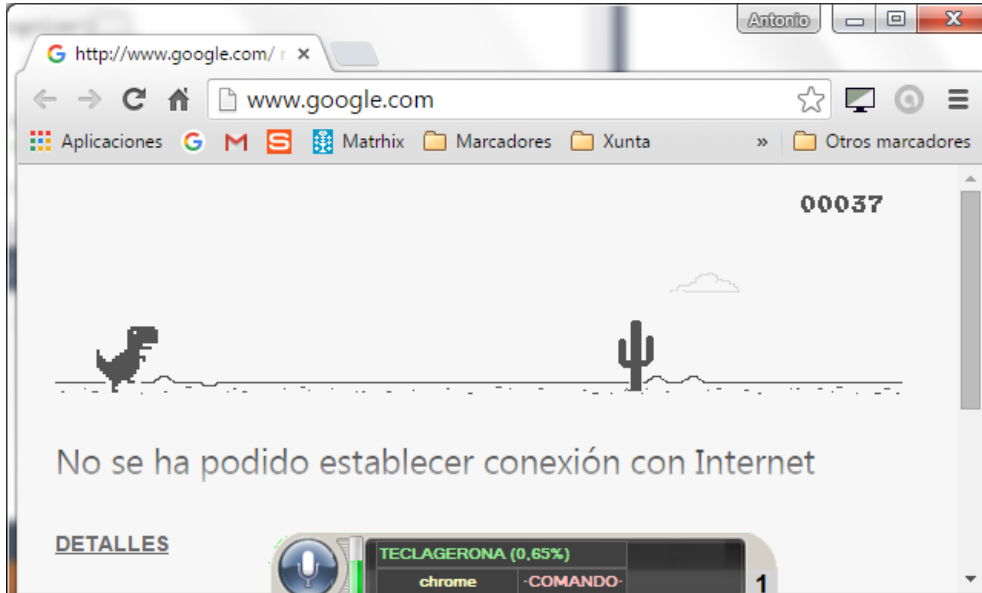 Antonio
http://www.google.com/
www.google.com
Aplicaciones Matrhix Marcadores Xunta » Otros marcadores
00037
No se ha podido establecer conexión con Internet
DETALLES
TECLAGERONA (0,65%)
chrome -COMANDO- 1